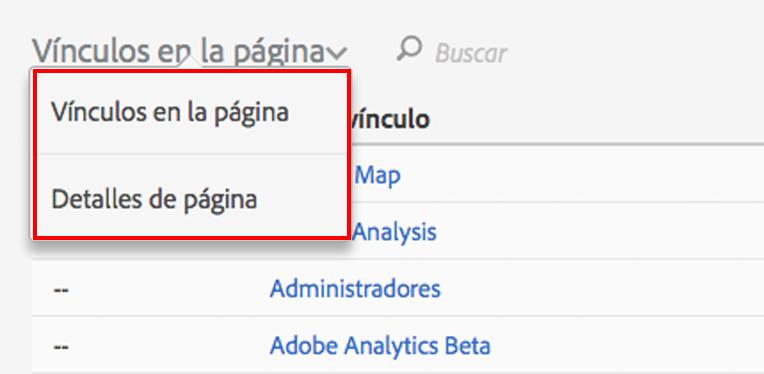 Vínculos en la página
Buscar
Vínculos en la página
vínculo
Map
Detalles de página
Analysis
-- Administradores
-- Adobe Analytics Beta